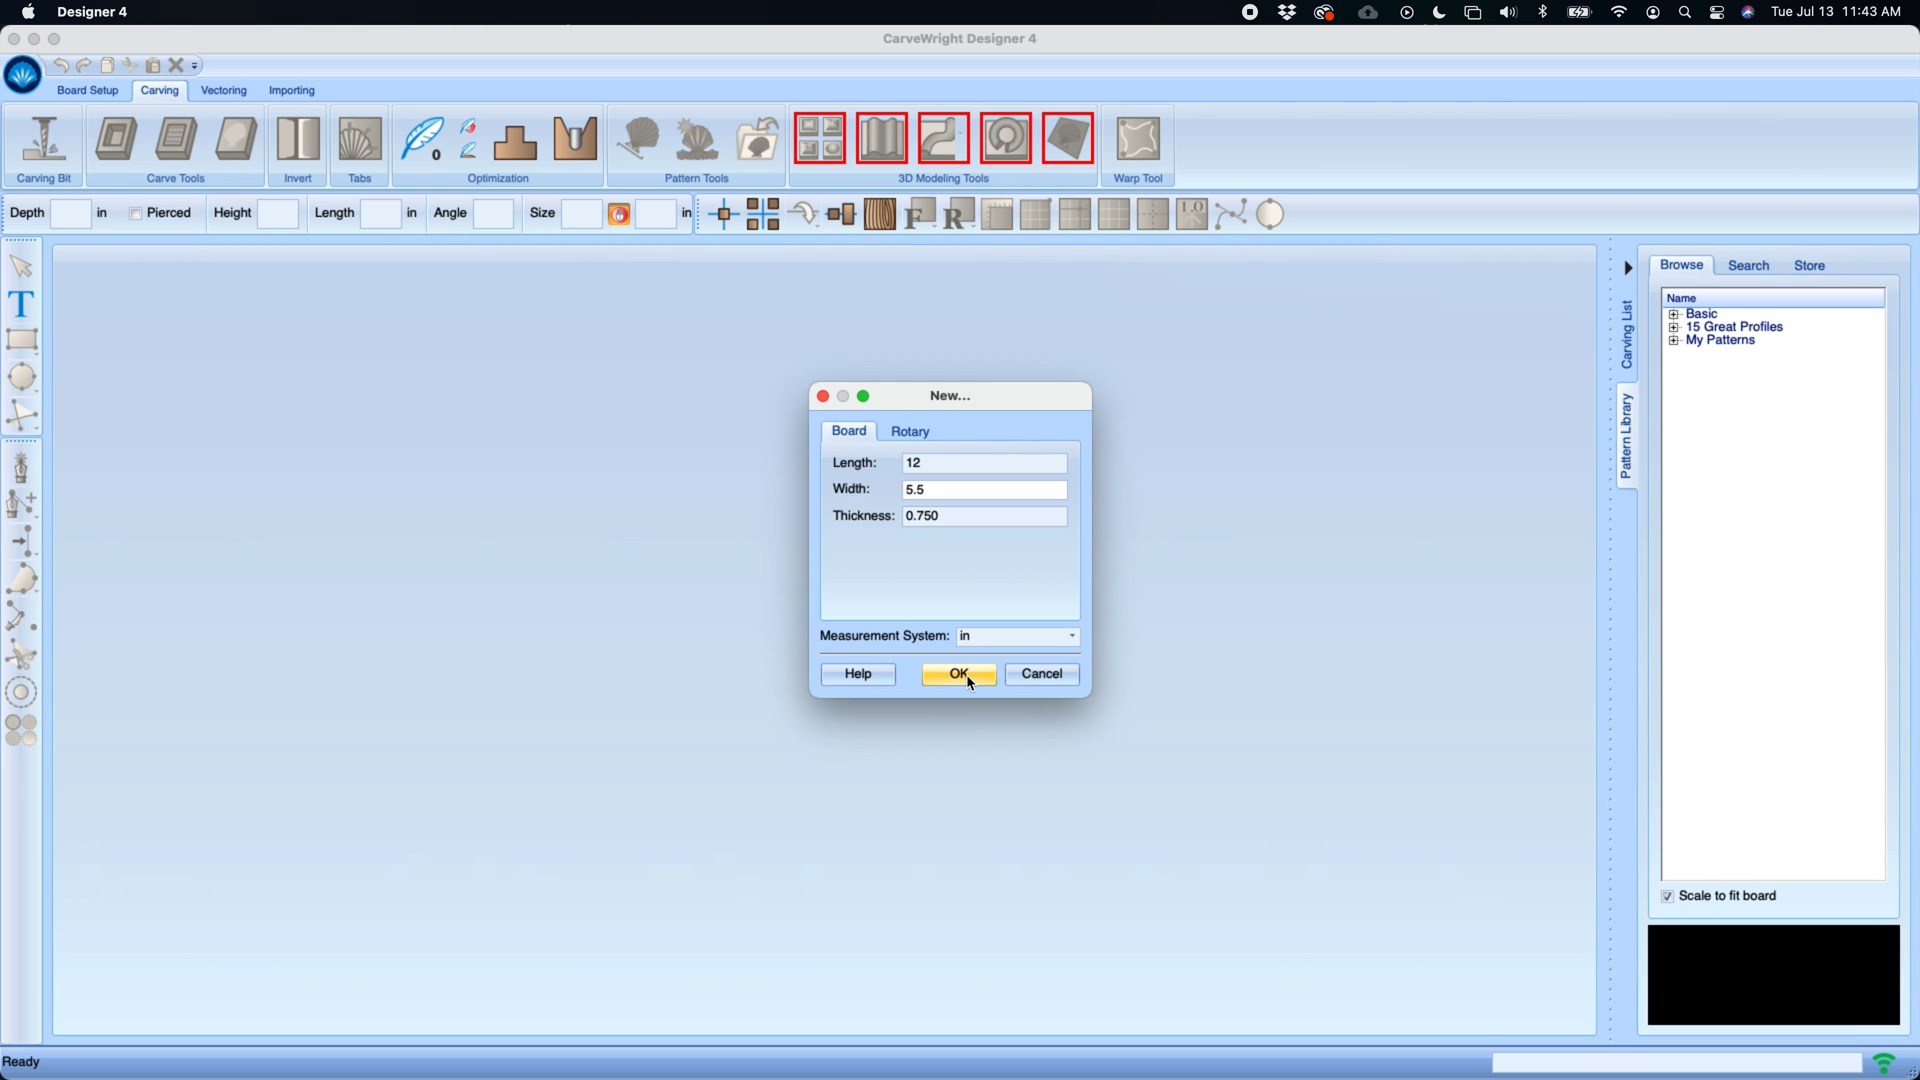 Designer 4
Tue Jul 13 11:43 AM
CarveWright Designer 4
Board Setup Carving Vectoring Importing
0
Carving Bit Carve Tools Invert Tabs Optimization Pattern Tools 3D Modeling Tools Warp Tool
Depth in Pierced Height Length in Angle Size in F R 1.0
T
Browse Search Store
Name
Basic
15 Great Profiles
My Patterns
Carving List
Pattern Library
New...
Board Rotary
Length: 12
Width: 5.5
Thickness: 0.750
Measurement System: in
Help OK Cancel
Scale to fit board
Ready